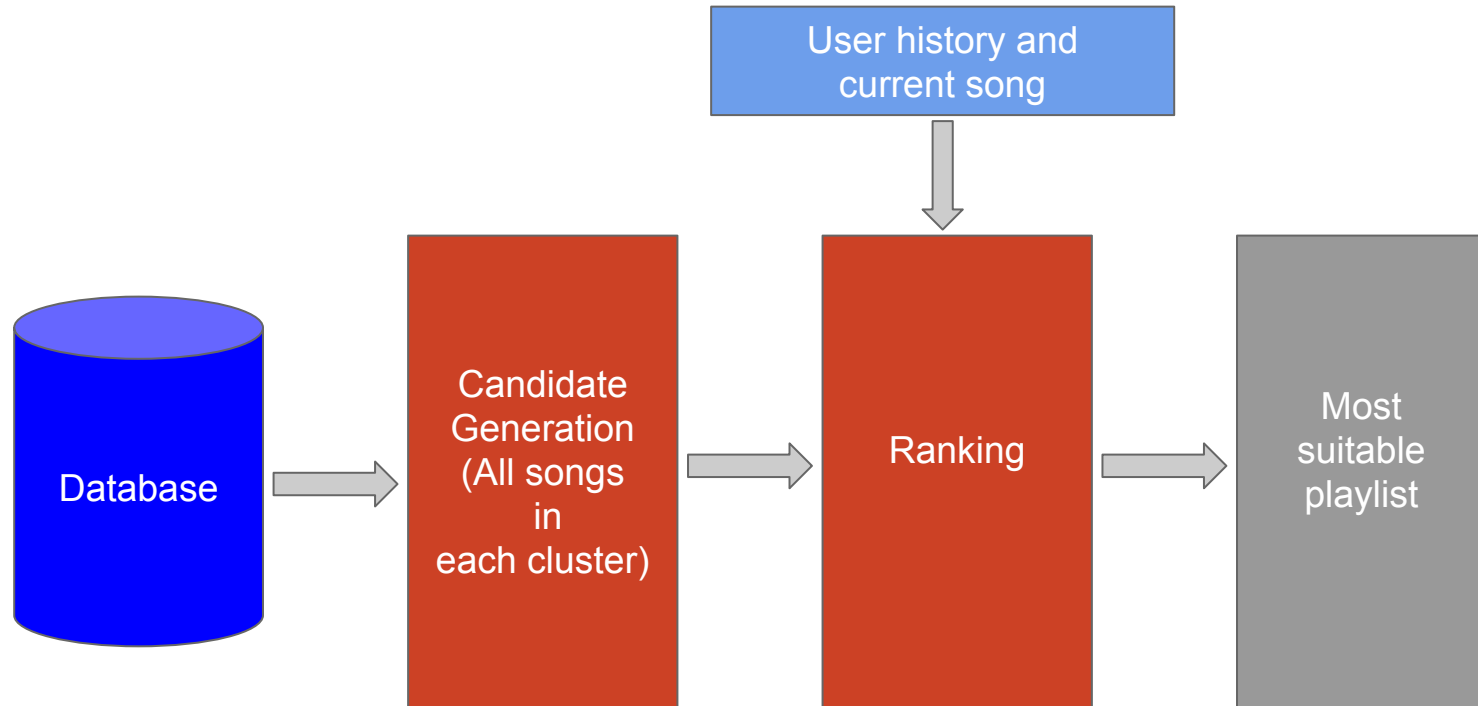 User history and
current song
Database
Candidate
Generation
(All songs
in
each cluster)
Ranking
Most
suitable
playlist